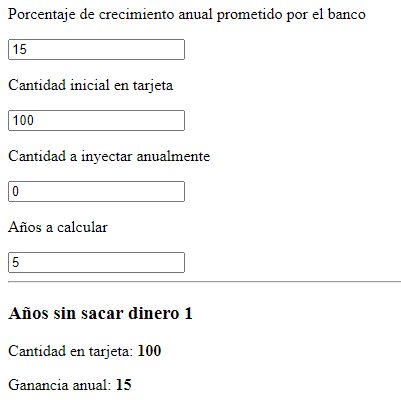 Porcentaje de crecimiento anual prometido por el banco
15
Cantidad inicial en tarjeta
100
Cantidad a inyectar anualmente
0
Años a calcular
5
Años sin sacar dinero 1
Cantidad en tarjeta: 100
Ganancia anual: 15